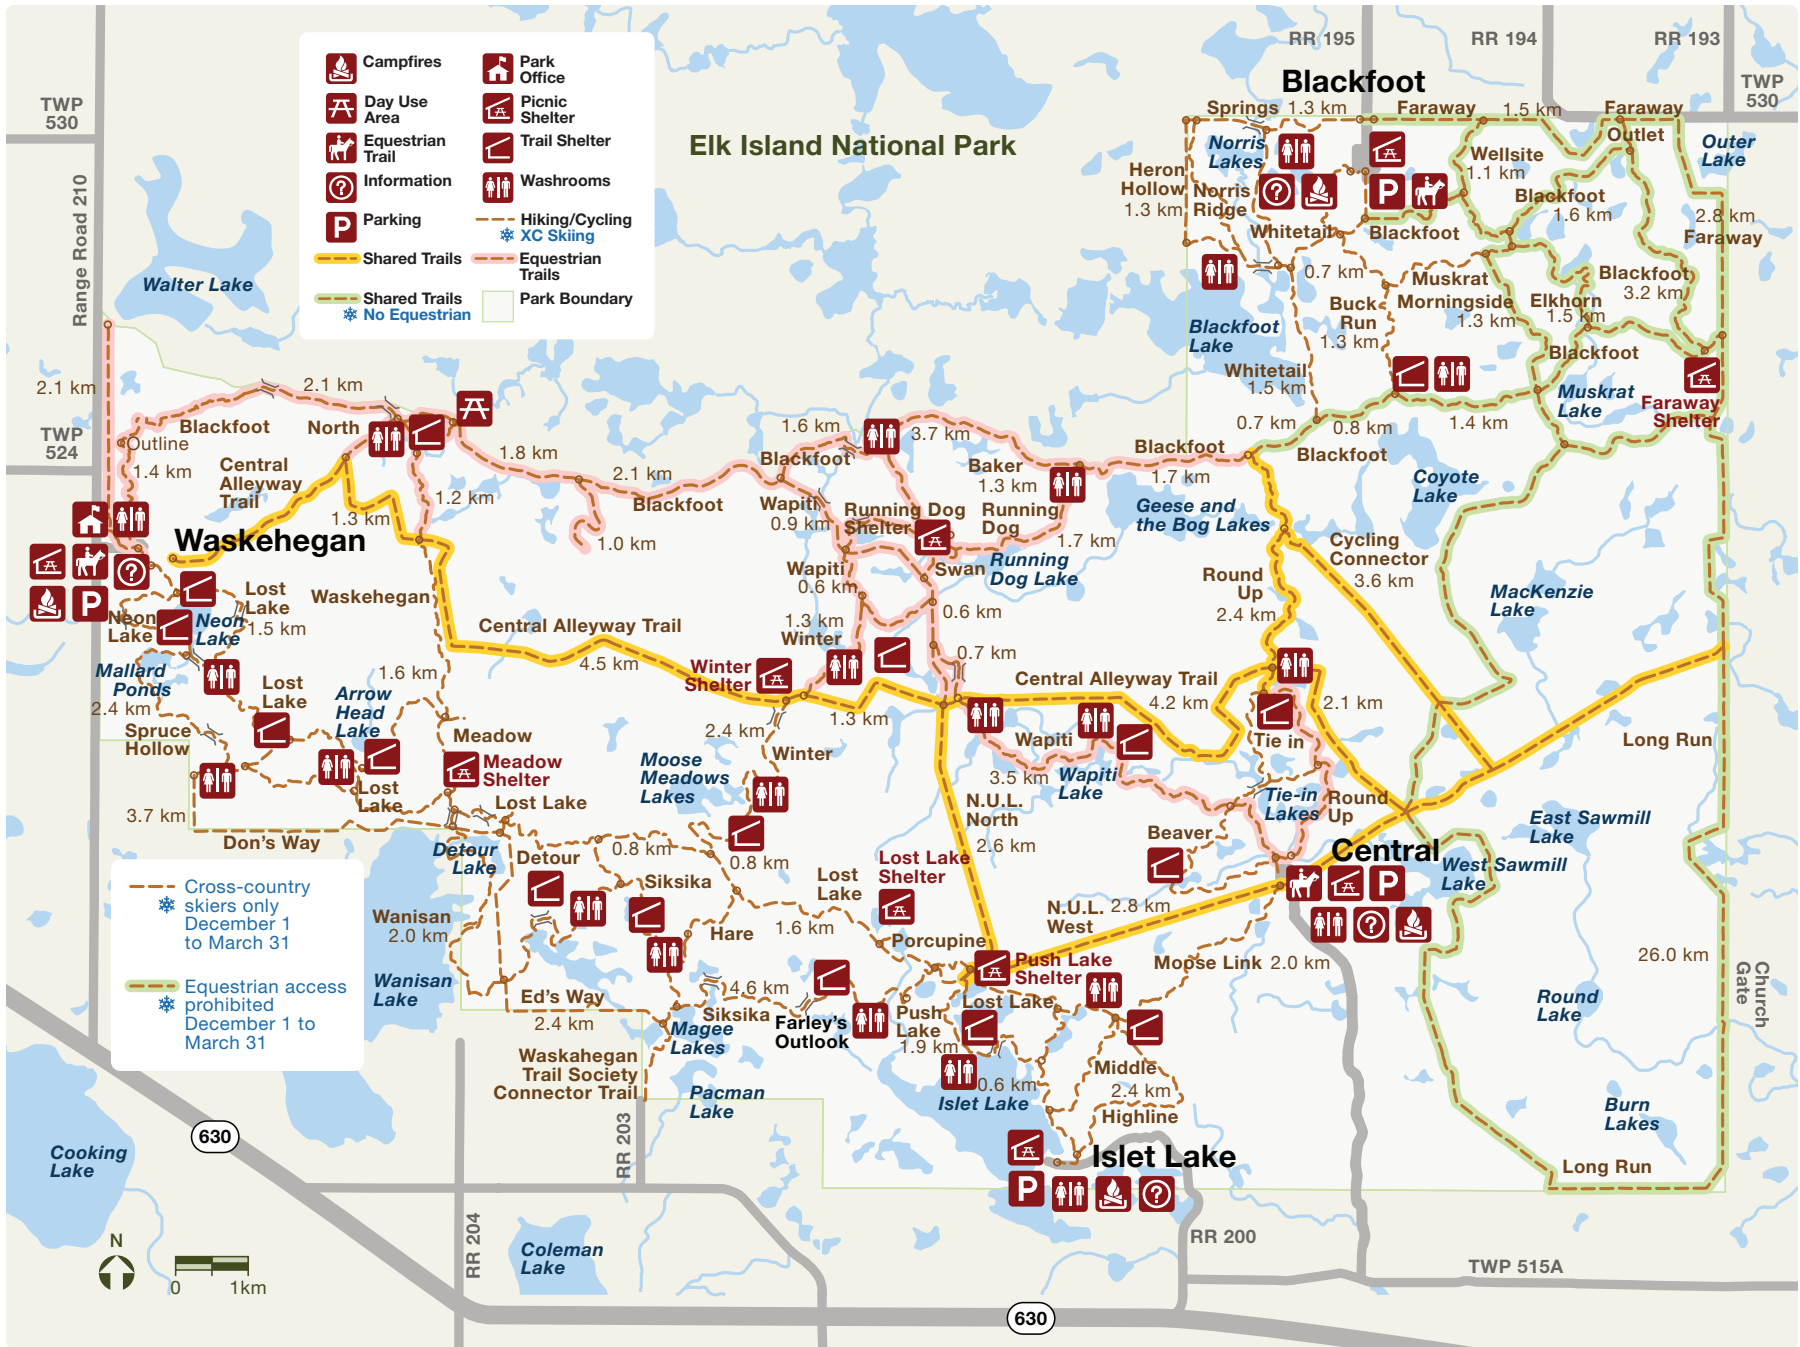 Campfires
Park
Office
Day Use
Area
Picnic
Shelter
Equestrian
Trail
Trail Shelter
Information
Washrooms
Parking
Hiking/Cycling
XC Skiing
Shared Trails
Equestrian
Trails
Shared Trails
No Equestrian
Park Boundary
Elk Island National Park
RR 195
RR 194
RR 193
TWP
530
TWP
530
Blackfoot
Springs 1.3 km
Faraway 1.5 km
Faraway
Outlet
Outer
Lake
Norris
Lakes
Heron
Hollow
1.3 km
Norris
Ridge
Wellsite
1.1 km
Blackfoot
1.6 km
2.8 km
Faraway
Whitetail
Blackfoot
0.7 km
Muskrat
Morningside
1.3 km
Buck
Run
1.3 km
Elkhorn
1.5 km
Blackfoot
3.2 km
Blackfoot
Lake
Whitetail
1.5 km
Blackfoot
Muskrat
Lake
Faraway
Shelter
0.7 km
0.8 km
1.4 km
Blackfoot
Coyote
Lake
Range Road 210
Walter Lake
2.1 km
2.1 km
Blackfoot
North
TWP
524
Outline
1.4 km
Central
Alleyway
Trail
1.3 km
1.2 km
1.8 km
2.1 km
Blackfoot
1.0 km
1.6 km
Blackfoot
3.7 km
Baker
1.3 km
Blackfoot
1.7 km
Wapiti
0.9 km
Running Dog
Shelter
Running
Dog
1.7 km
Geese and
the Bog Lakes
Running
Dog Lake
Swan
Wapiti
0.6 km
0.6 km
1.3 km
Winter
0.7 km
Cycling
Connector
3.6 km
Round
Up
2.4 km
MacKenzie
Lake
Waskehegan
Lost
Lake
1.5 km
Neon
Lake
Neon
Lake
Waskehegan
Central Alleyway Trail
4.5 km
Mallard
Ponds
2.4 km
Lost
Lake
Arrow
Head
Lake
1.6 km
Spruce
Hollow
Meadow
Meadow
Shelter
Lost
Lake
Lost Lake
3.7 km
Don's Way
Winter
Shelter
1.3 km
2.4 km
Winter
Moose
Meadows
Lakes
Central Alleyway Trail
4.2 km
2.1 km
Wapiti
3.5 km
Wapiti
Lake
Tie in
Tie-in
Lakes
Round
Up
Long Run
N.U.L.
North
2.6 km
Beaver
Central
East Sawmill
Lake
West Sawmill
Lake
Detour
Lake
Detour
0.8 km
0.8 km
Siksika
Lost
Lake
Lost Lake
Shelter
N.U.L.
West
2.8 km
Wanisan
2.0 km
Hare
1.6 km
Porcupine
Push Lake
Shelter
Moose Link 2.0 km
26.0 km
Church
Gate
Wanisan
Lake
Ed's Way
2.4 km
4.6 km
Siksika
Magee
Lakes
Farley's
Outlook
Push
Lake
1.9 km
Lost Lake
Round
Lake
Waskahegan
Trail Society
Connector Trail
Pacman
Lake
0.6 km
Islet Lake
Middle
2.4 km
Highline
Burn
Lakes
Islet Lake
Long Run
Cross-country
skiers only
December 1
to March 31
Equestrian access
prohibited
December 1 to
March 31
Cooking
Lake
630
RR 203
RR 204
Coleman
Lake
RR 200
TWP 515A
630
N
0
1km